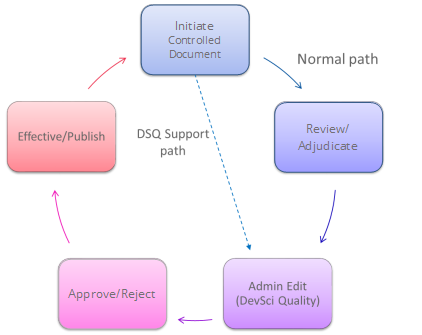 Initiate
Controlled
Document
Normal path
Review/
Adjudicate
Effective/Publish
DSQ Support
path
Admin Edit
(DevSci Quality)
Approve/Reject